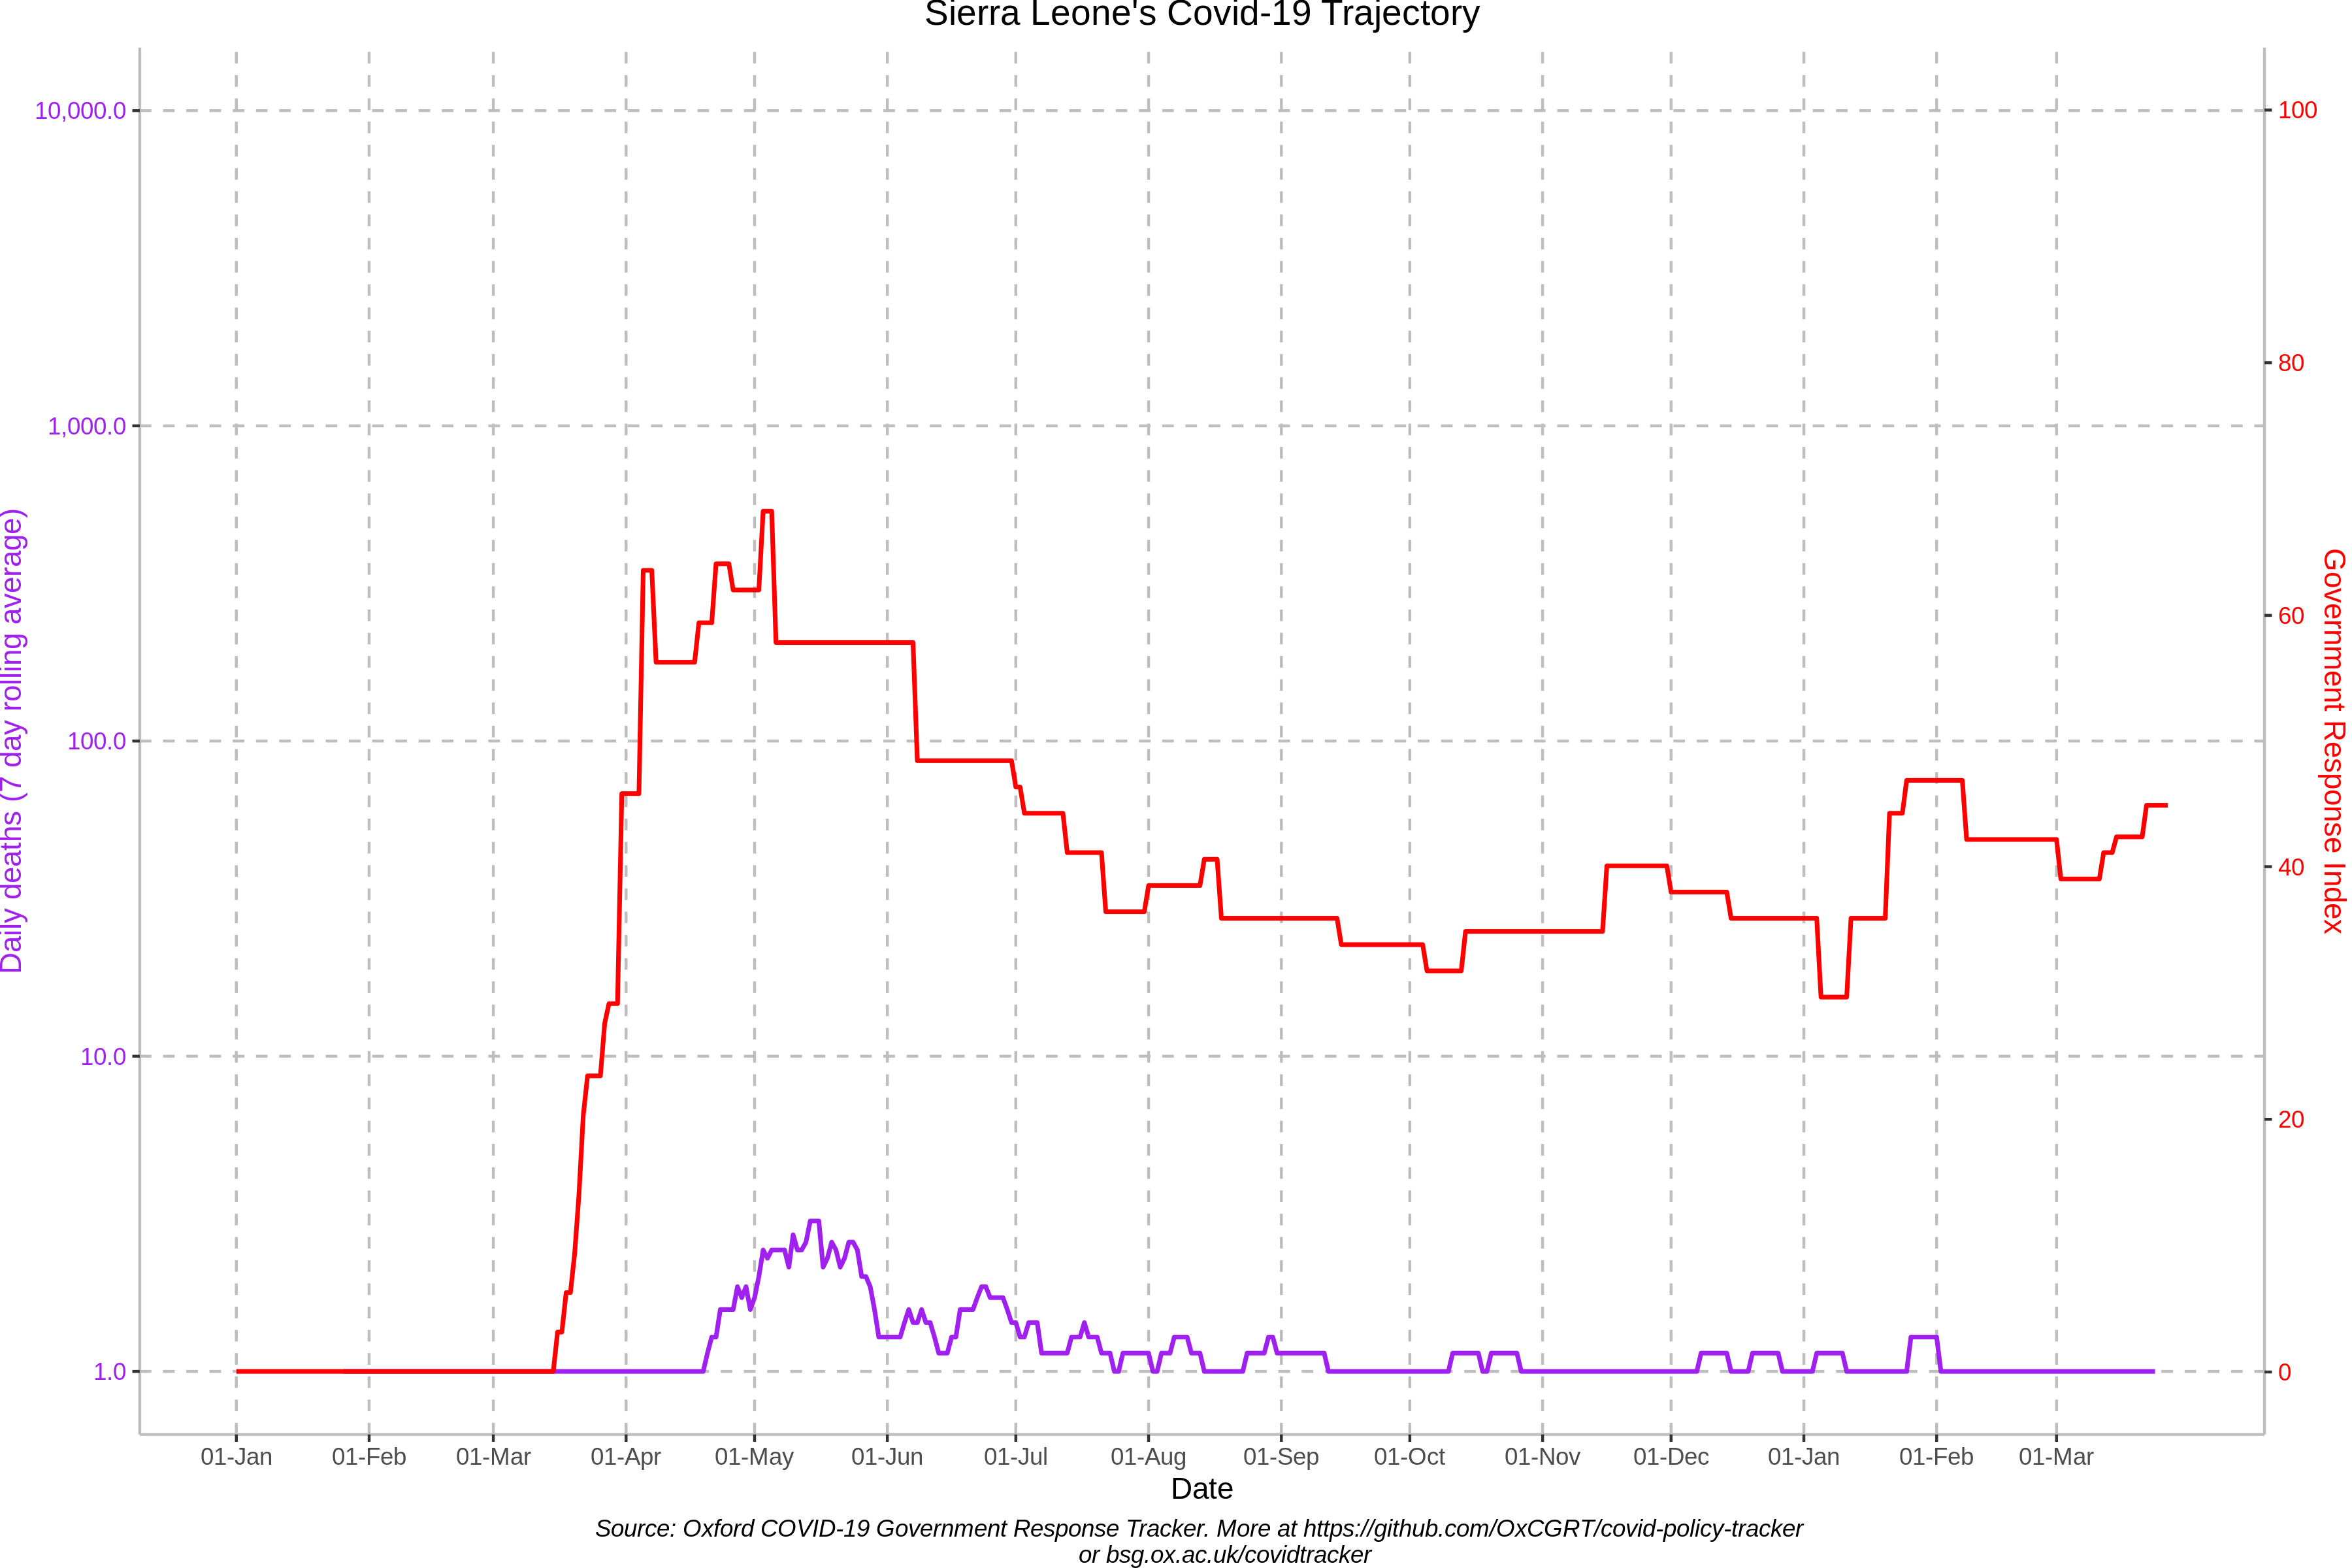 Sierra Leone's Covid-19 Trajectory
10,000.0
1,000.0
100.0
10.0
1.0
Daily deaths (7 day rolling average)
100
80
60
40
20
0
Government Response Index
01-Jan 01-Feb 01-Mar 01-Apr 01-May 01-Jun 01-Jul 01-Aug 01-Sep 01-Oct 01-Nov 01-Dec 01-Jan 01-Feb 01-Mar
Date
Source: Oxford COVID-19 Government Response Tracker. More at https://github.com/OxCGRT/covid-policy-tracker
or bsg.ox.ac.uk/covidtracker